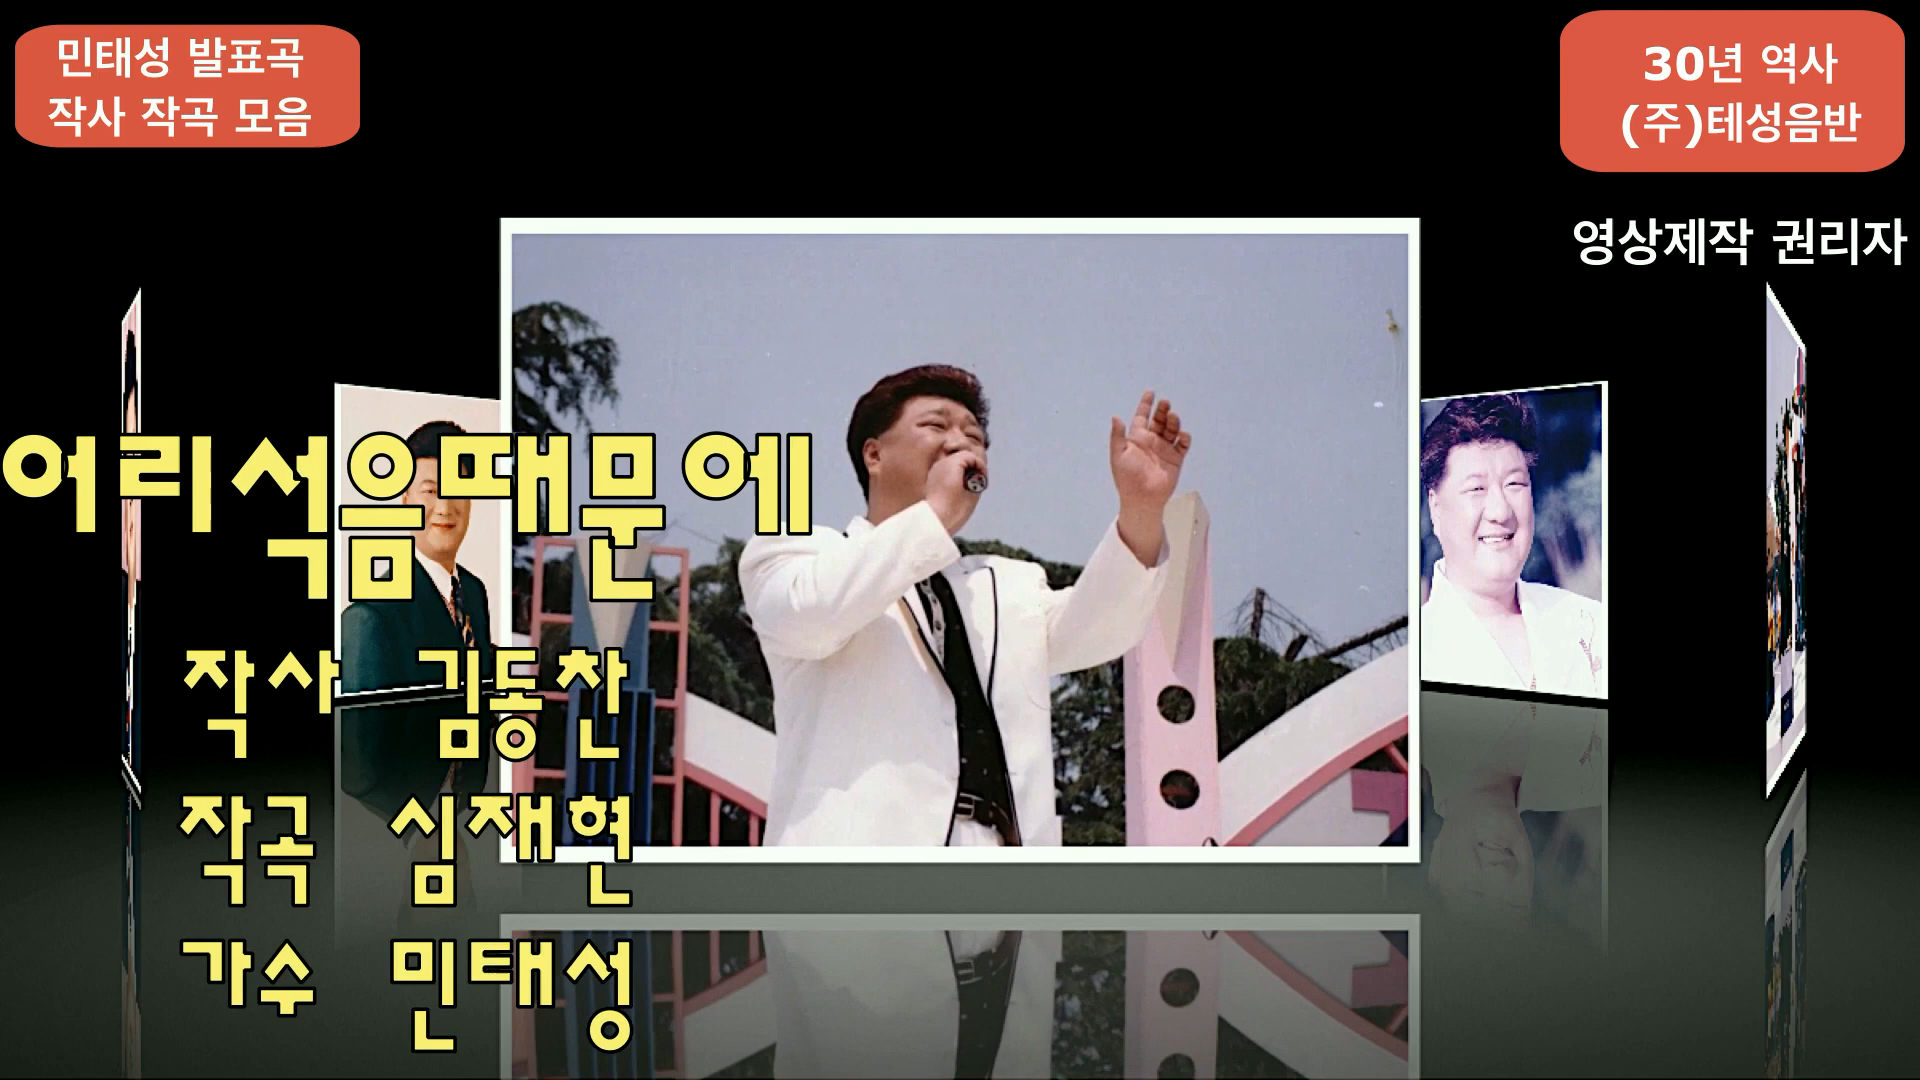 민태성 발표곡
작사 작곡 모음
30년 역사
(주)테성음반
영상제작 권리자
어리석음때문에
작사 김동찬
작곡 심재현
가수 민태성